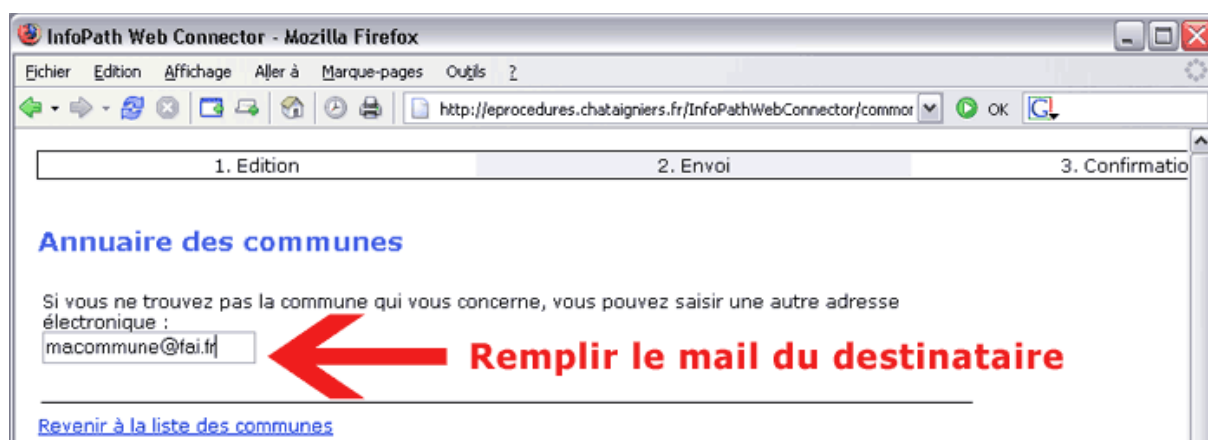 InfoPath Web Connector - Mozilla Firefox
Fichier Edition Affichage Aller à Marque-pages Outils ?
http://eprocedures.chataigniers.fr/InfoPathWebConnector/commor OK G
1. Edition 2. Envoi 3. Confirmatio
Annuaire des communes
Si vous ne trouvez pas la commune qui vous concerne, vous pouvez saisir une autre adresse
électronique :
macommune@fai.fr
Remplir le mail du destinataire
Revenir à la liste des communes